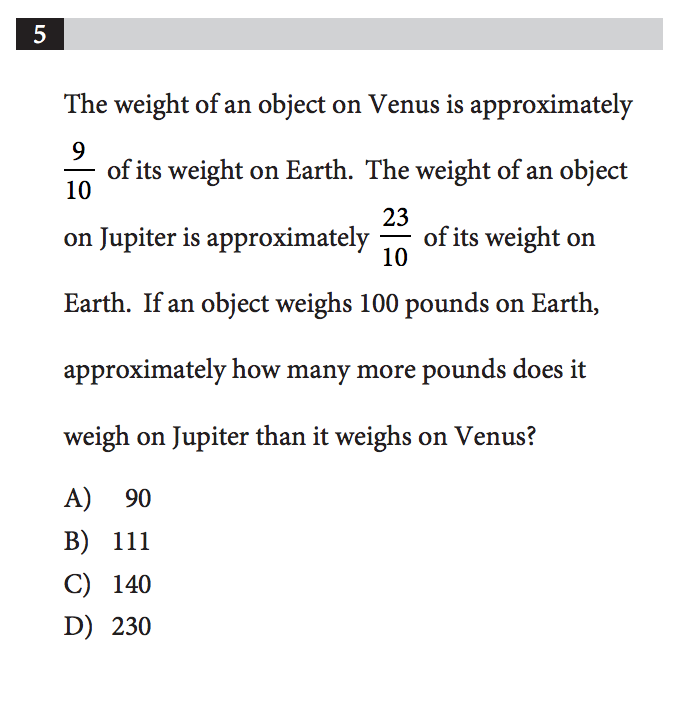 5
The weight of an object on Venus is approximately
9/10 of its weight on Earth. The weight of an object
on Jupiter is approximately 23/10 of its weight on
Earth. If an object weighs 100 pounds on Earth,
approximately how many more pounds does it
weigh on Jupiter than it weighs on Venus?
A) 90
B) 111
C) 140
D) 230